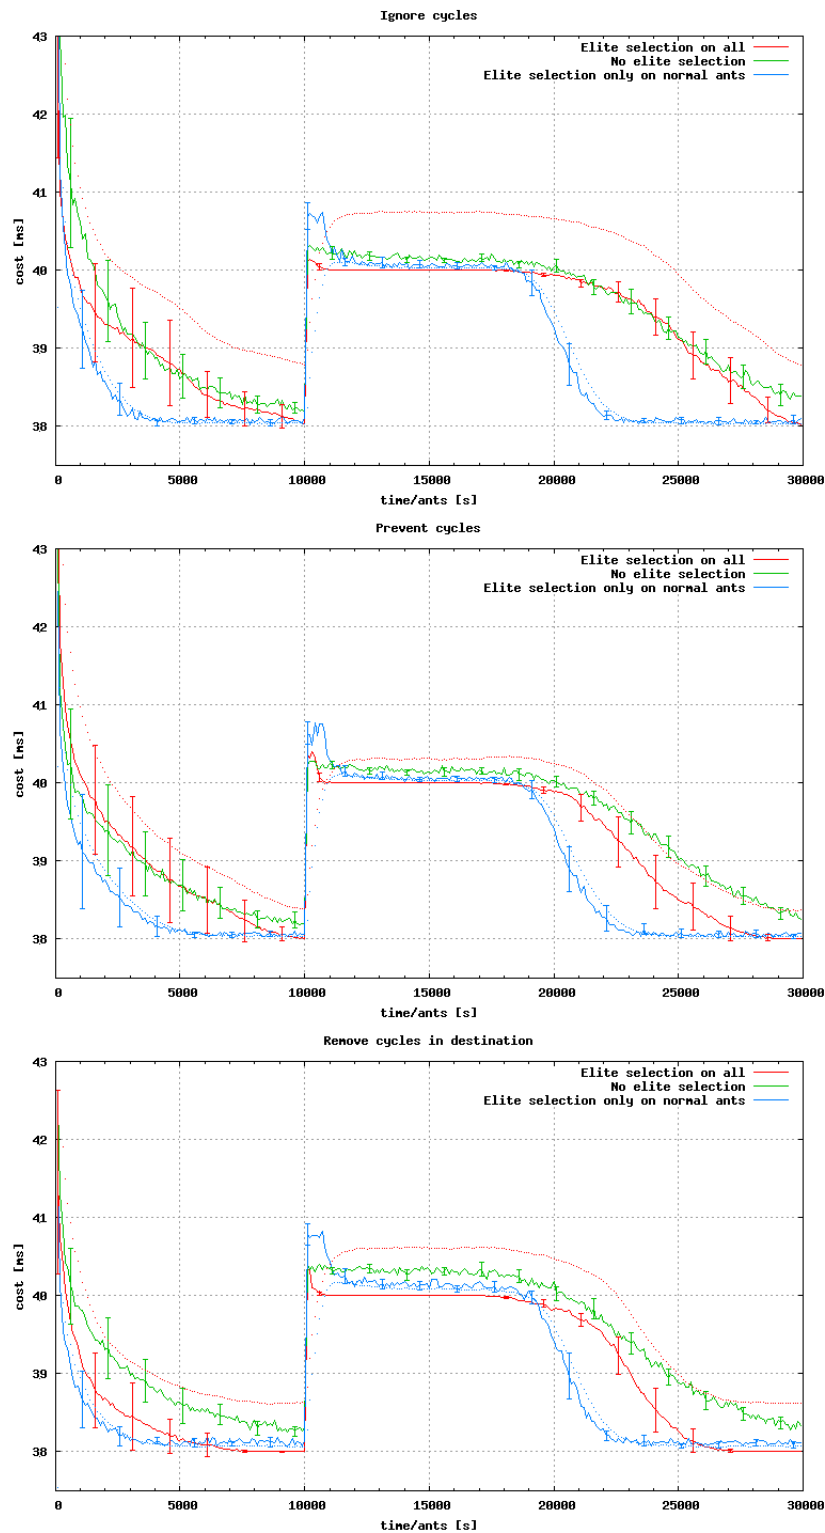 Ignore cycles
43
42
41
40
39
38
cost [ms]
Elite selection on all
No elite selection
Elite selection only on normal ants
0 5000 10000 15000 20000 25000 30000
time/ants [s]
Prevent cycles
43
42
41
40
39
38
cost [ms]
Elite selection on all
No elite selection
Elite selection only on normal ants
0 5000 10000 15000 20000 25000 30000
time/ants [s]
Remove cycles in destination
43
42
41
40
39
38
cost [ms]
Elite selection on all
No elite selection
Elite selection only on normal ants
0 5000 10000 15000 20000 25000 30000
time/ants [s]